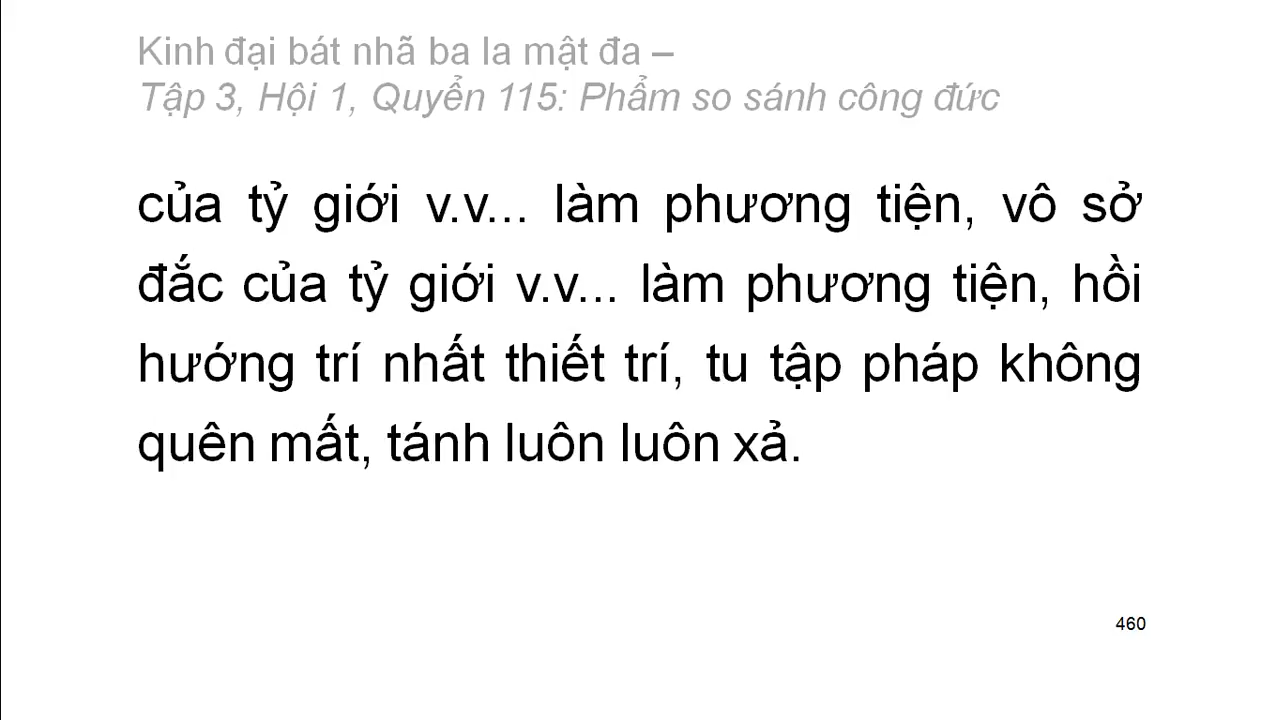 Kinh đại bát nhã ba la mật đa –
Tập 3, Hội 1, Quyển 115: Phẩm so sánh công đức
của tỷ giới v.v... làm phương tiện, vô sở
đắc của tỷ giới v.v... làm phương tiện, hồi
hướng trí nhất thiết trí, tu tập pháp không
quên mất, tánh luôn luôn xả.
460